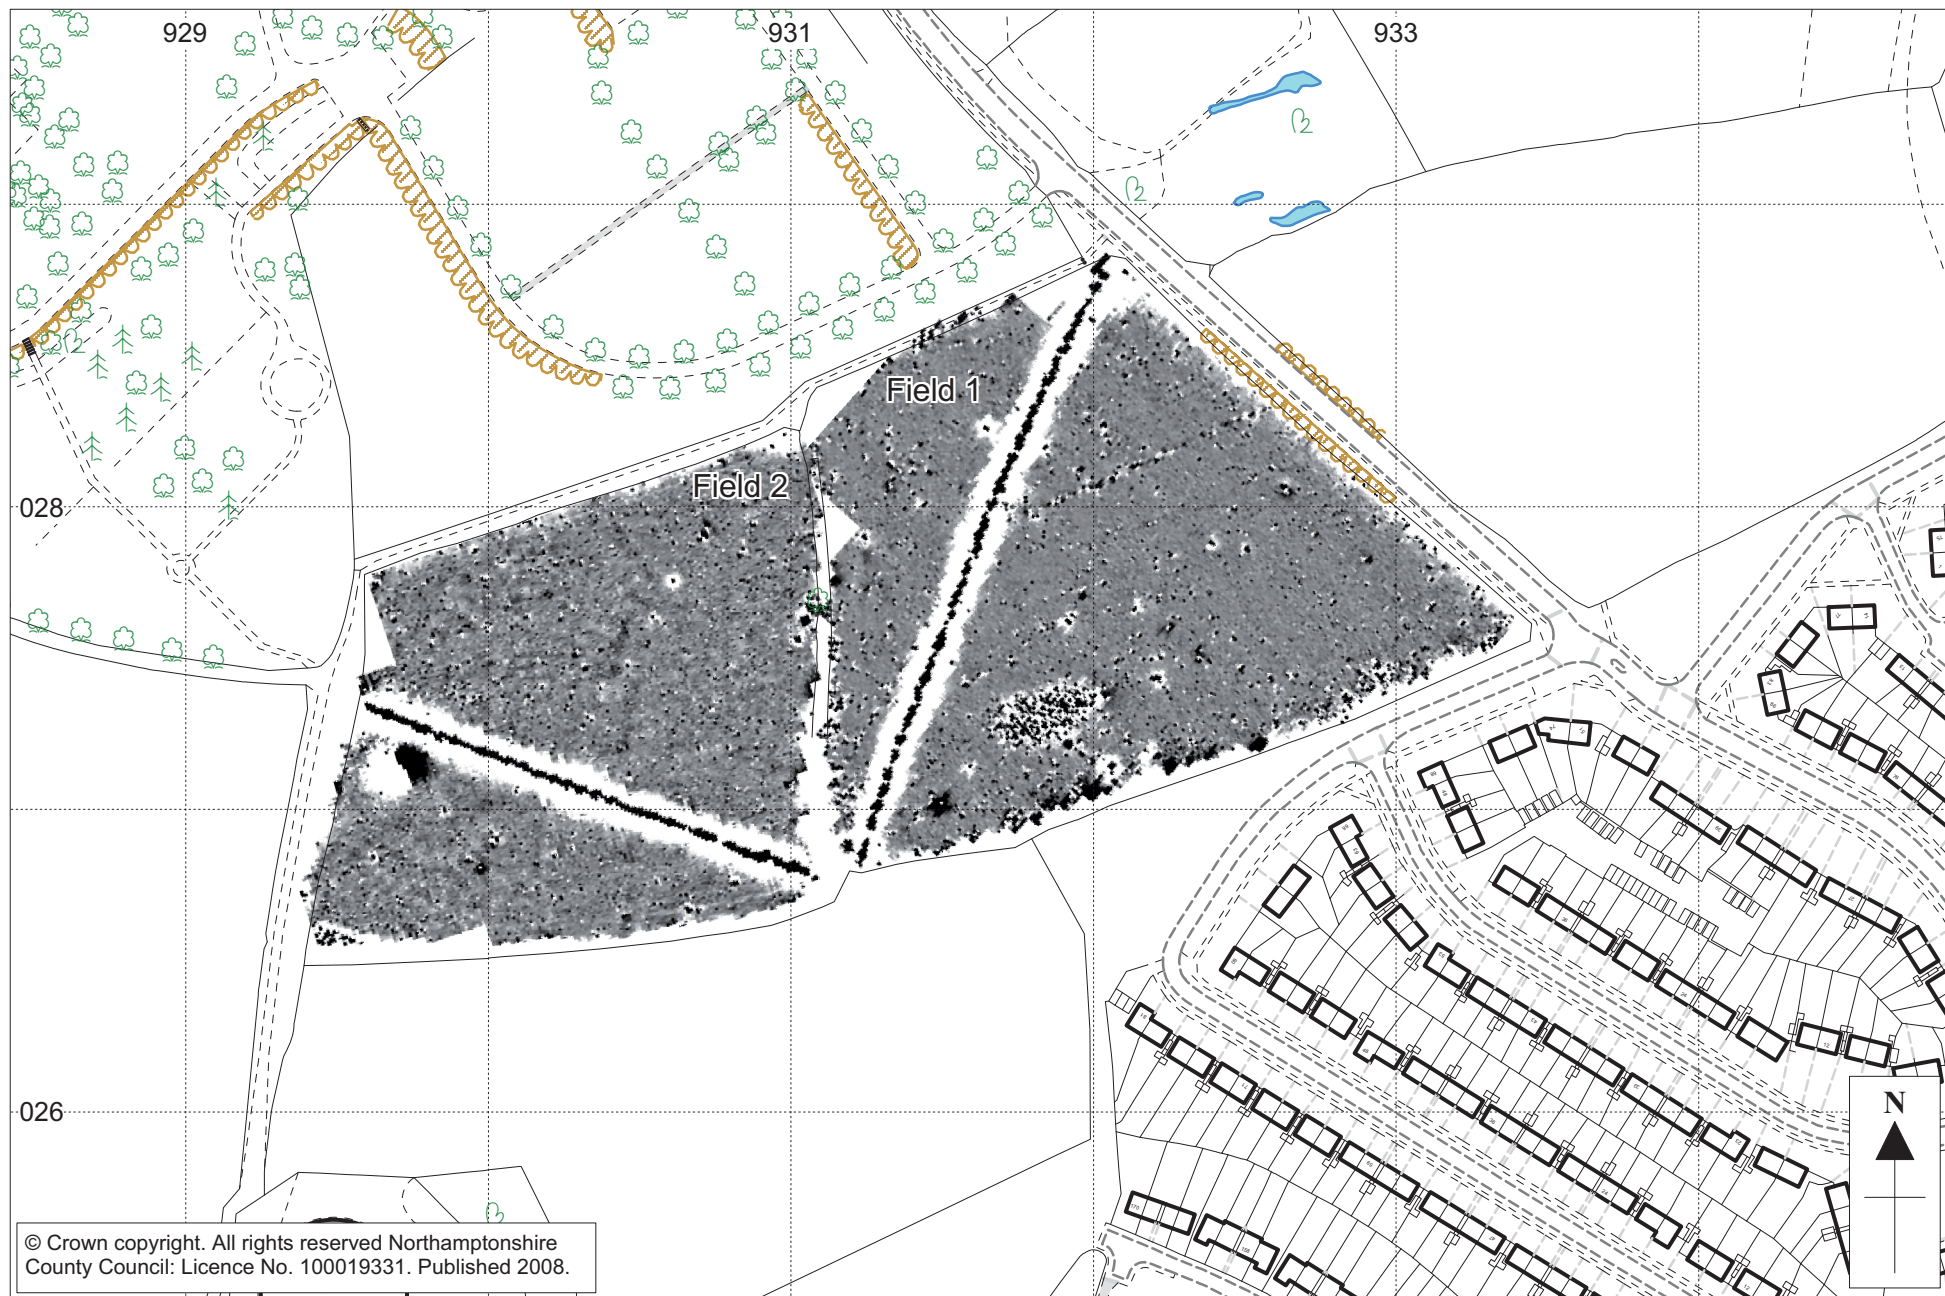 929
931
933
Field 1
Field 2
028
026
N
© Crown copyright. All rights reserved Northamptonshire
County Council: Licence No. 100019331. Published 2008.